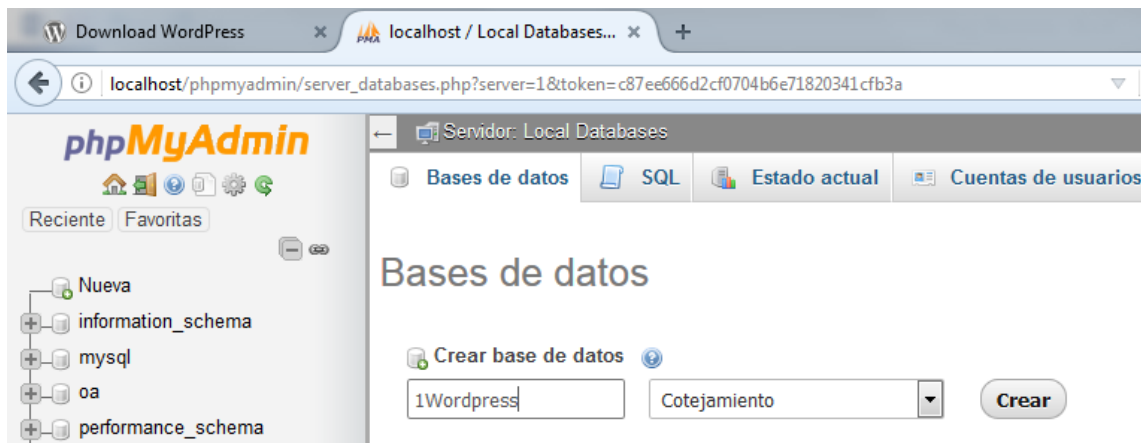 Download WordPress
localhost / Local Databases...
localhost/phpmyadmin/server_databases.php?server=1&token=c87ee666d2cf0704b6e71820341cfb3a
phpMyAdmin
Reciente Favoritas
Nueva
information_schema
mysql
oa
performance_schema
Servidor: Local Databases
Bases de datos SQL Estado actual Cuentas de usuarios
Bases de datos
Crear base de datos
1Wordpress Cotejamiento Crear